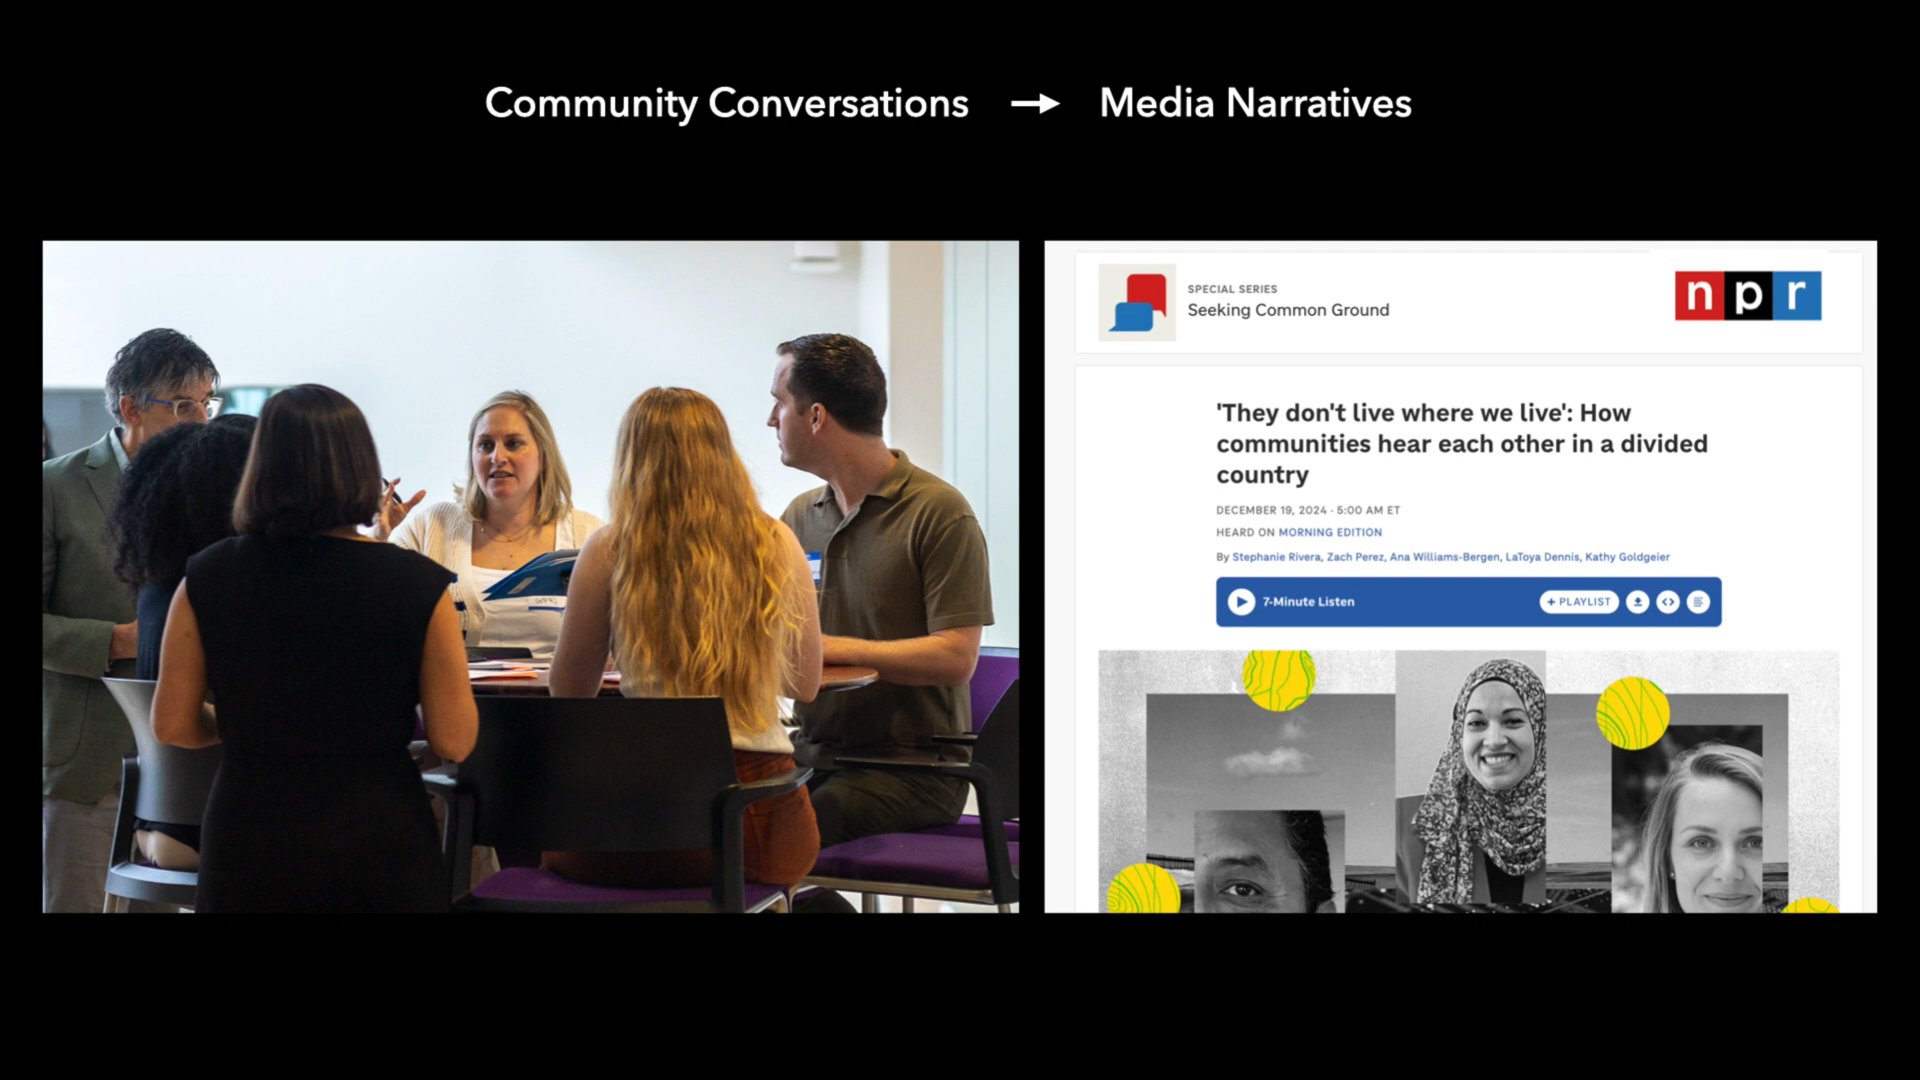 Community Conversations → Media Narratives
SPECIAL SERIES
Seeking Common Ground
npr
'They don't live where we live': How
communities hear each other in a divided
country
DECEMBER 19, 2024 · 5:00 AM ET
HEARD ON MORNING EDITION
By Stephanie Rivera, Zach Perez, Ana Williams-Bergen, LaToya Dennis, Kathy Goldgeier
7-Minute Listen
+ PLAYLIST